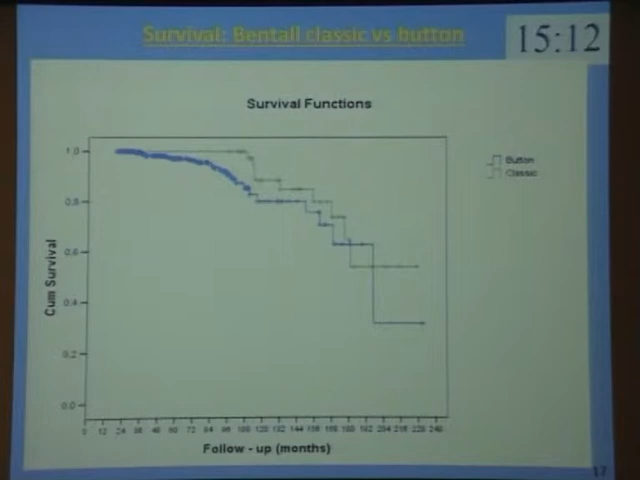 Survival: Bentall classic vs button
15:12
Survival Functions
Button
Classic
1.0
0.8
0.6
0.4
0.2
0.0
Cum Survival
0 12 24 36 48 60 72 84 96 108 120 132 144 156 168 180 192 204 216 228 240
Follow - up (months)
17